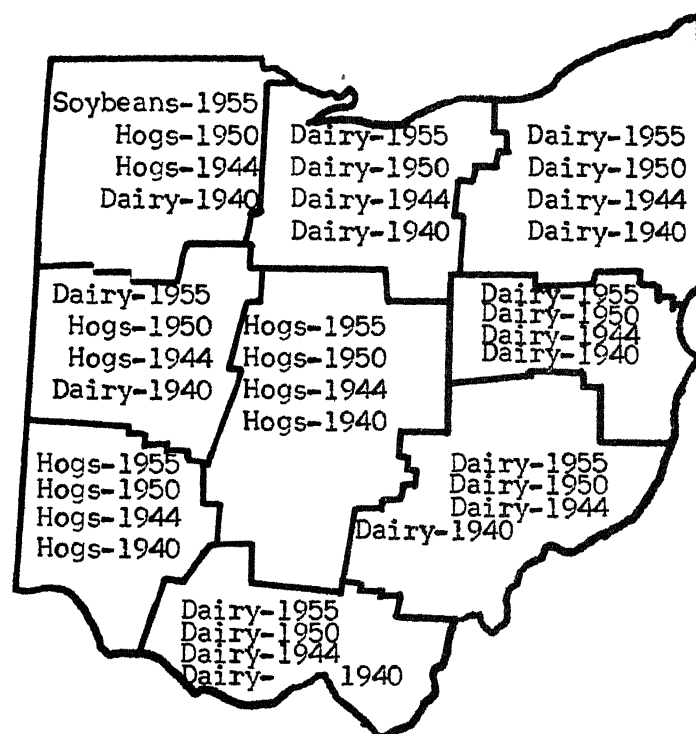 Soybeans-1955
Hogs-1950
Hogs-1944
Dairy-1940
Dairy-1955
Dairy-1950
Dairy-1944
Dairy-1940
Dairy-1955
Dairy-1950
Dairy-1944
Dairy-1940
Dairy-1955
Hogs-1950
Hogs-1944
Dairy-1940
Hogs-1955
Hogs-1950
Hogs-1944
Hogs-1940
Dairy-1955
Dairy-1950
Dairy-1944
Dairy-1940
Hogs-1955
Hogs-1950
Hogs-1944
Hogs-1940
Dairy-1955
Dairy-1950
Dairy-1944
Dairy-1940
Dairy-1955
Dairy-1950
Dairy-1944
Dairy- 1940